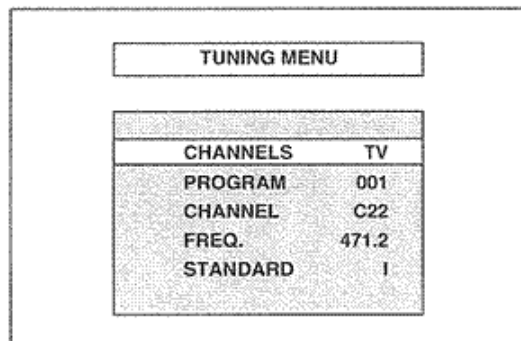 TUNING MENU
CHANNELS TV
PROGRAM 001
CHANNEL C22
FREQ. 471.2
STANDARD I